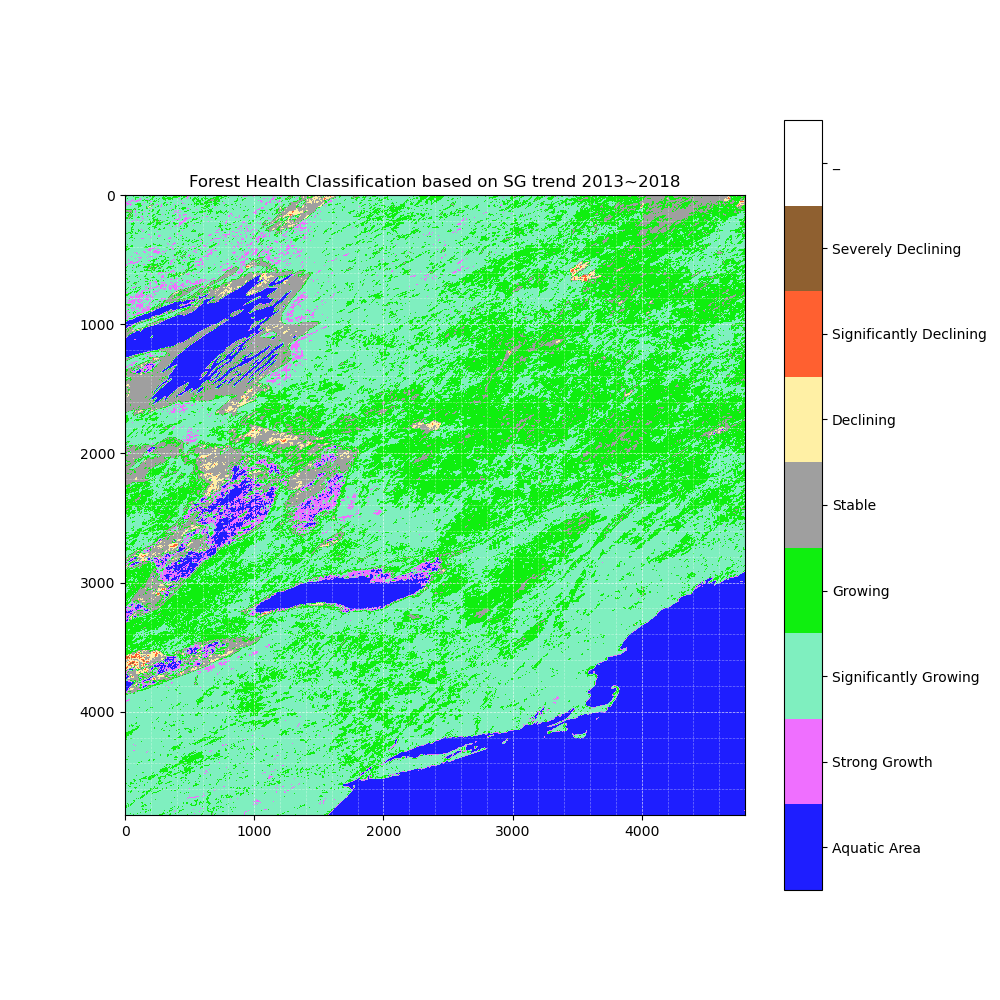 Forest Health Classification based on SG trend 2013~2018
0
1000
2000
3000
4000
0
1000
2000
3000
4000
_
Severely Declining
Significantly Declining
Declining
Stable
Growing
Significantly Growing
Strong Growth
Aquatic Area